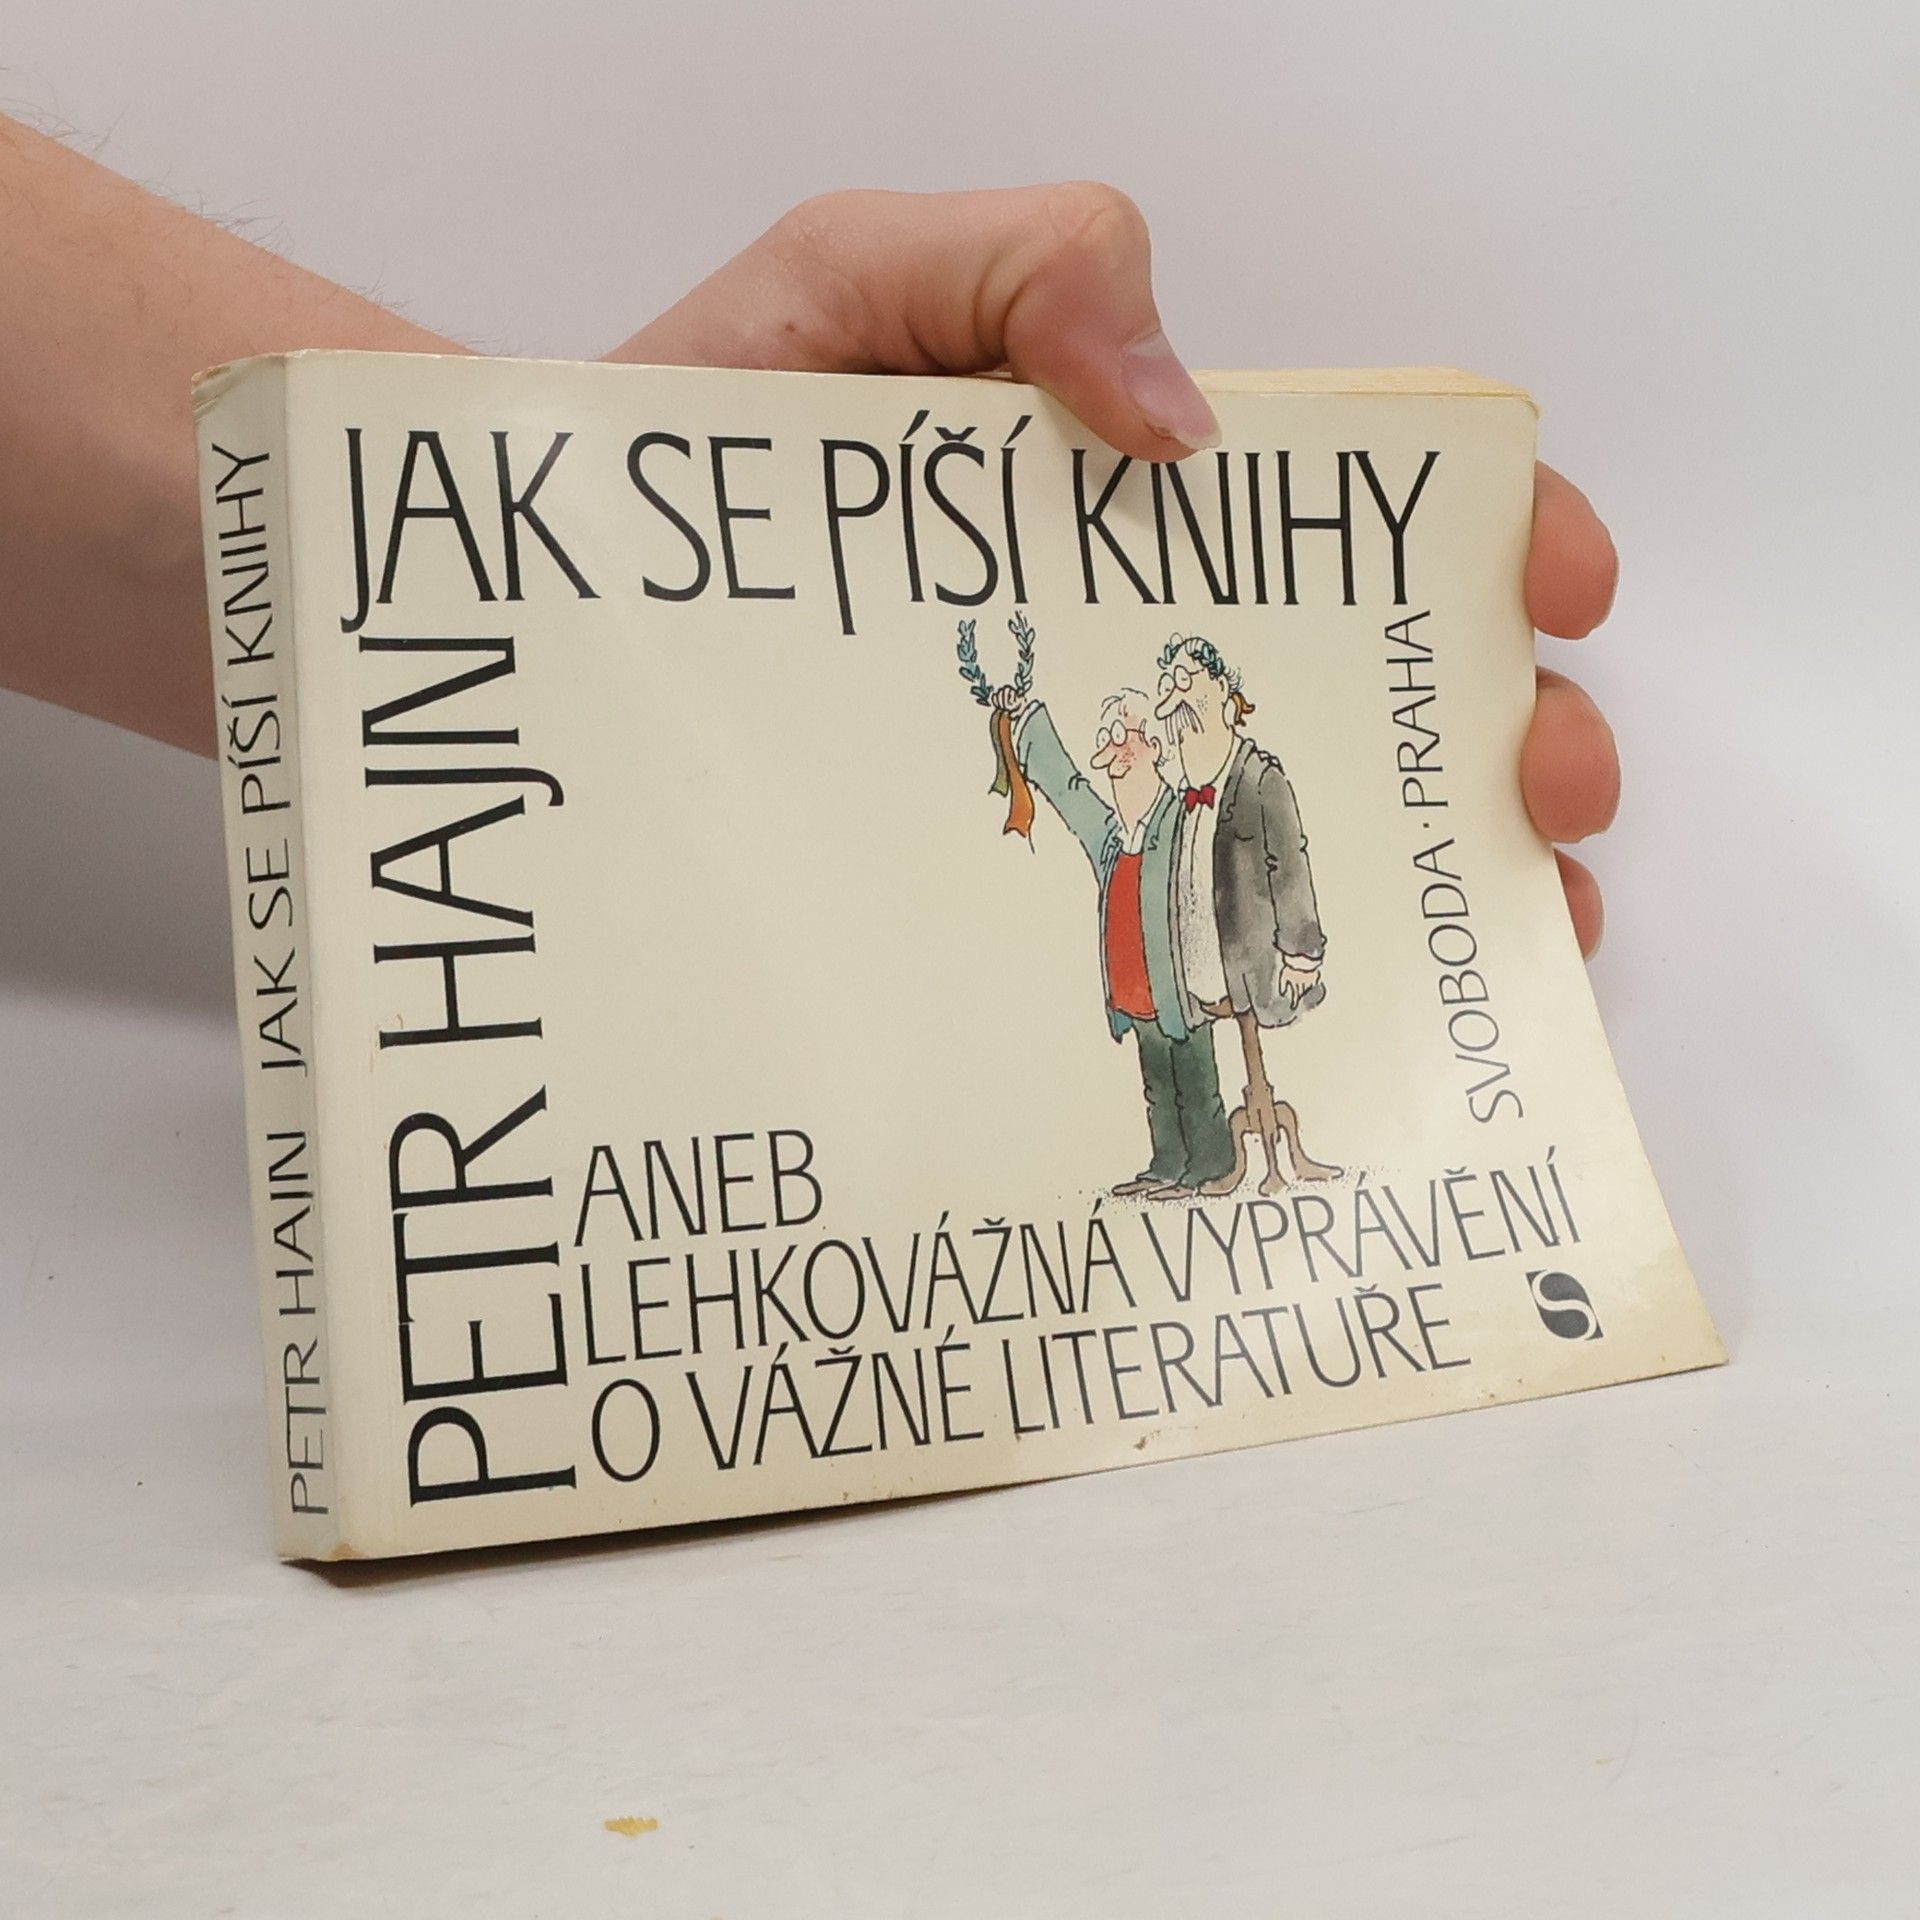 JAK SE PÍŠÍ KNIHY
PETR HAJN
ANEB
LEHKOVÁŽNÁ VYPRÁVĚNÍ
O VÁŽNÉ LITERATUŘE
SVOBODA · PRAHA
S
PETR HAJN JAK SE PÍŠÍ KNIHY